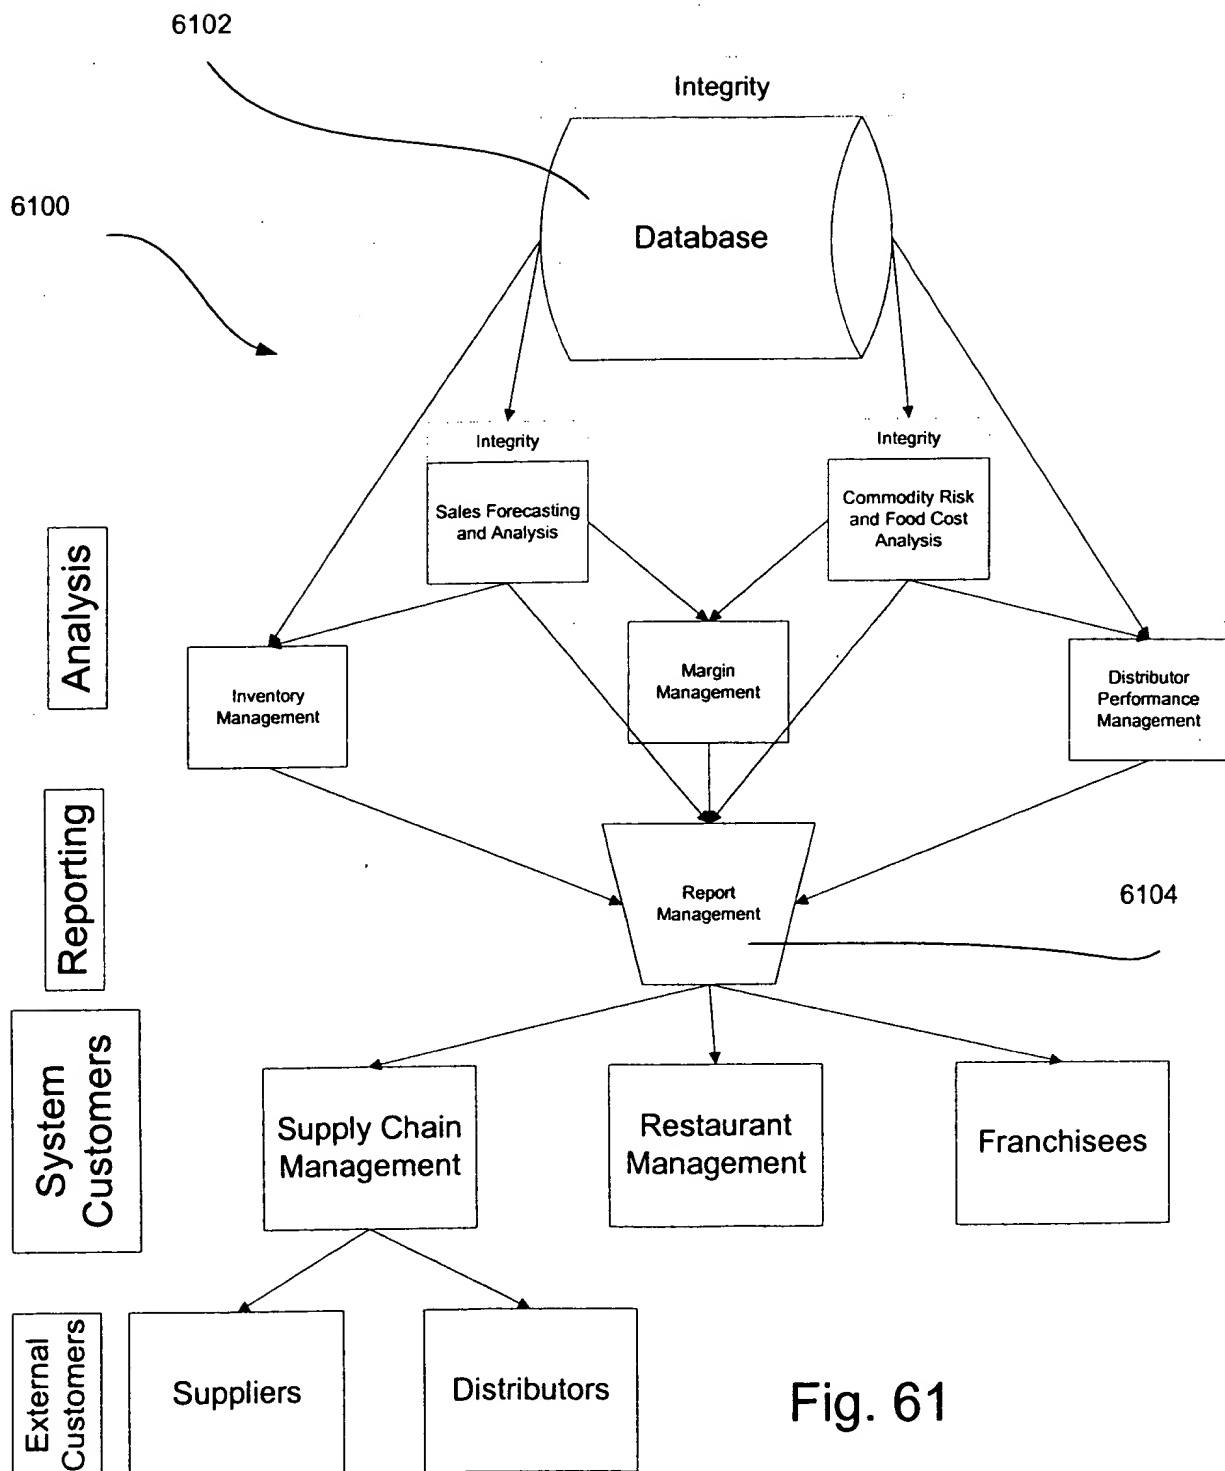 6102
Integrity
6100
Database
Integrity
Integrity
Sales Forecasting
and Analysis
Commodity Risk
and Food Cost
Analysis
Analysis
Inventory
Management
Margin
Management
Distributor
Performance
Management
Reporting
Report
Management
6104
System
Customers
Supply Chain
Management
Restaurant
Management
Franchisees
External
Customers
Suppliers
Distributors
Fig. 61